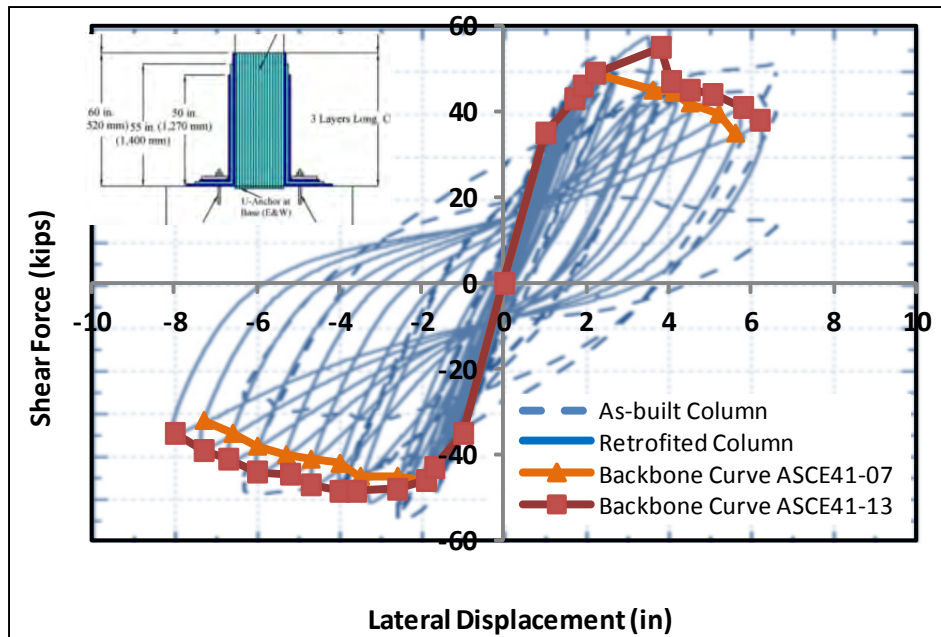 60
60 in.
520 mm)
55 in.
(1,400 mm)
50 in.
(1,270 mm)
3 Layers Long. C
U-Anchor at
Base (E&W)
40
20
0
-10
-8
-6
-4
-2
0
2
4
6
8
10
-20
-40
-60
Shear Force (kips)
As-built Column
Retrofited Column
Backbone Curve ASCE41-07
Backbone Curve ASCE41-13
Lateral Displacement (in)